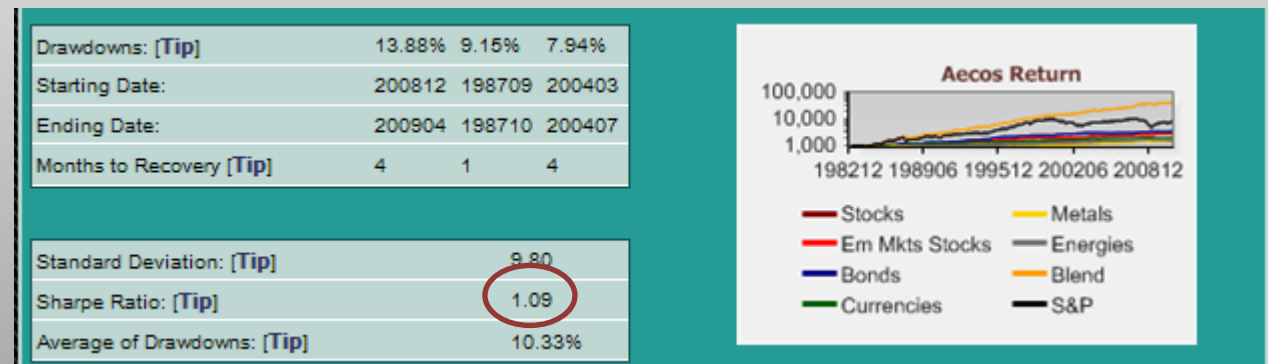 Drawdowns: [Tip] 13.88% 9.15% 7.94%
Starting Date: 200812 198709 200403
Ending Date: 200904 198710 200407
Months to Recovery [Tip] 4 1 4
Standard Deviation: [Tip] 9.80
Sharpe Ratio: [Tip] 1.09
Average of Drawdowns: [Tip] 10.33%
Aecos Return
100,000
10,000
1,000
198212 198906 199512 200206 200812
Stocks Metals
Em Mkts Stocks Energies
Bonds Blend
Currencies S&P